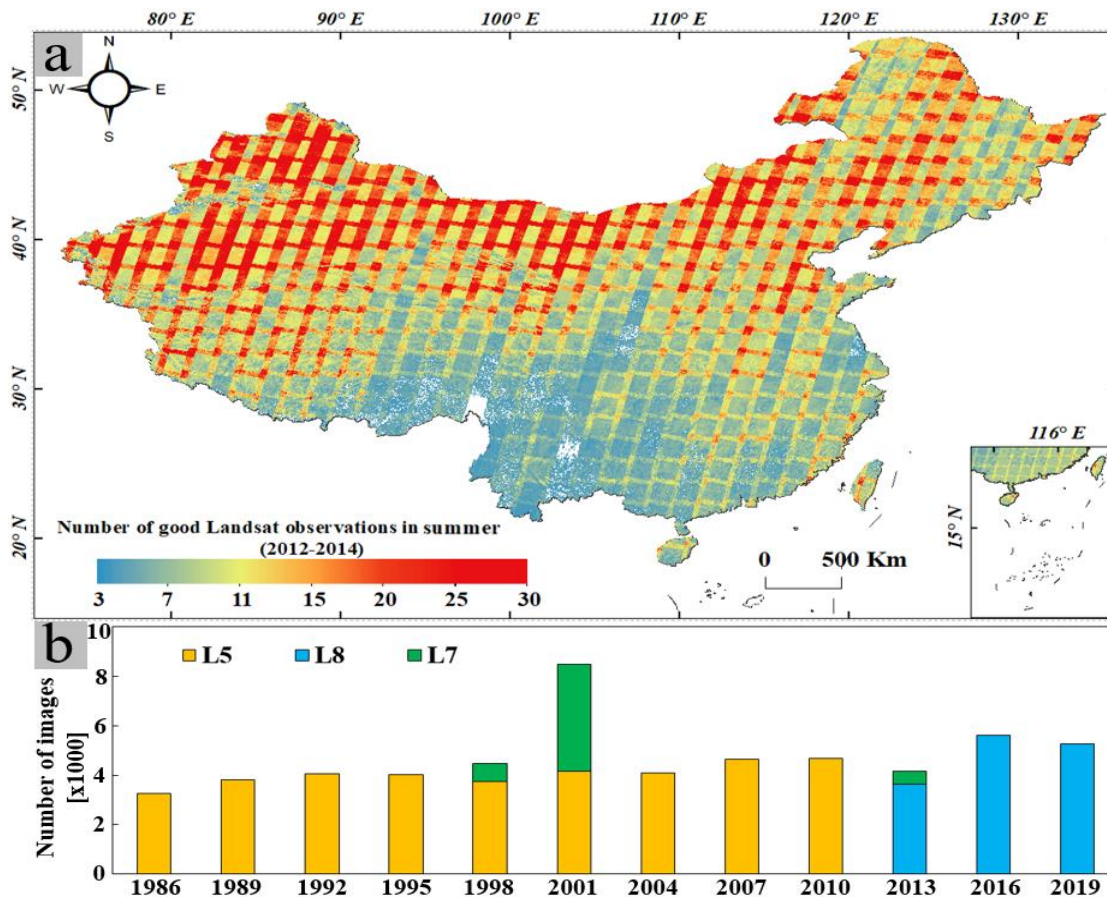 80° E 90° E 100° E 110° E 120° E 130° E
a
N
W E
S
50° N
40° N
30° N
20° N
116° E
15° N
Number of good Landsat observations in summer
(2012-2014)
3 7 11 15 20 25 30
0 500 Km
b
L5 L8 L7
Number of images
[x1000]
10
8
6
4
2
0
1986 1989 1992 1995 1998 2001 2004 2007 2010 2013 2016 2019